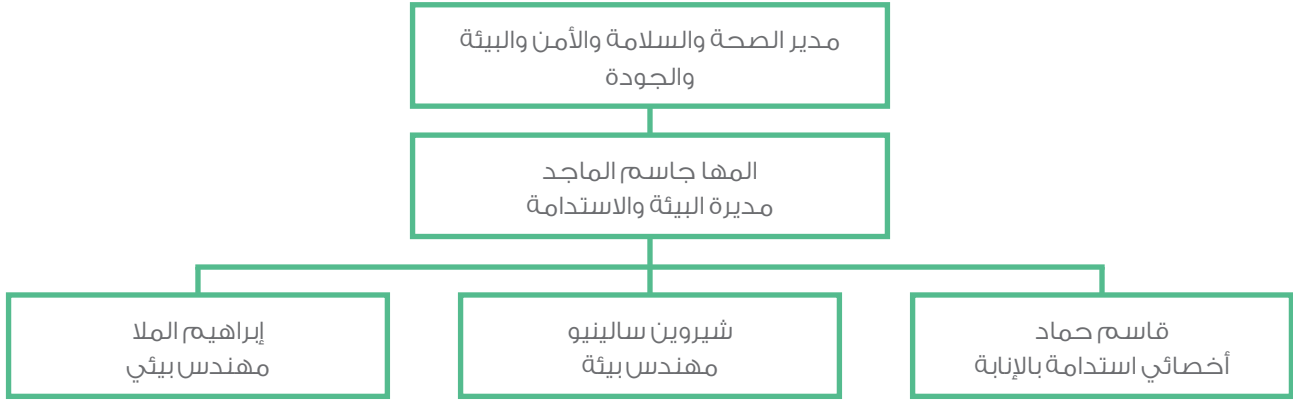 مدير الصحة والسلامة والأمن والبيئة
والجودة
المها جاسم الماجد
مديرة البيئة والاستدامة
قاسم حماد
أخصائي استدامة بالإنابة
شيروين سالينيو
مهندس بيئة
إبراهيم الملا
مهندس بيئي